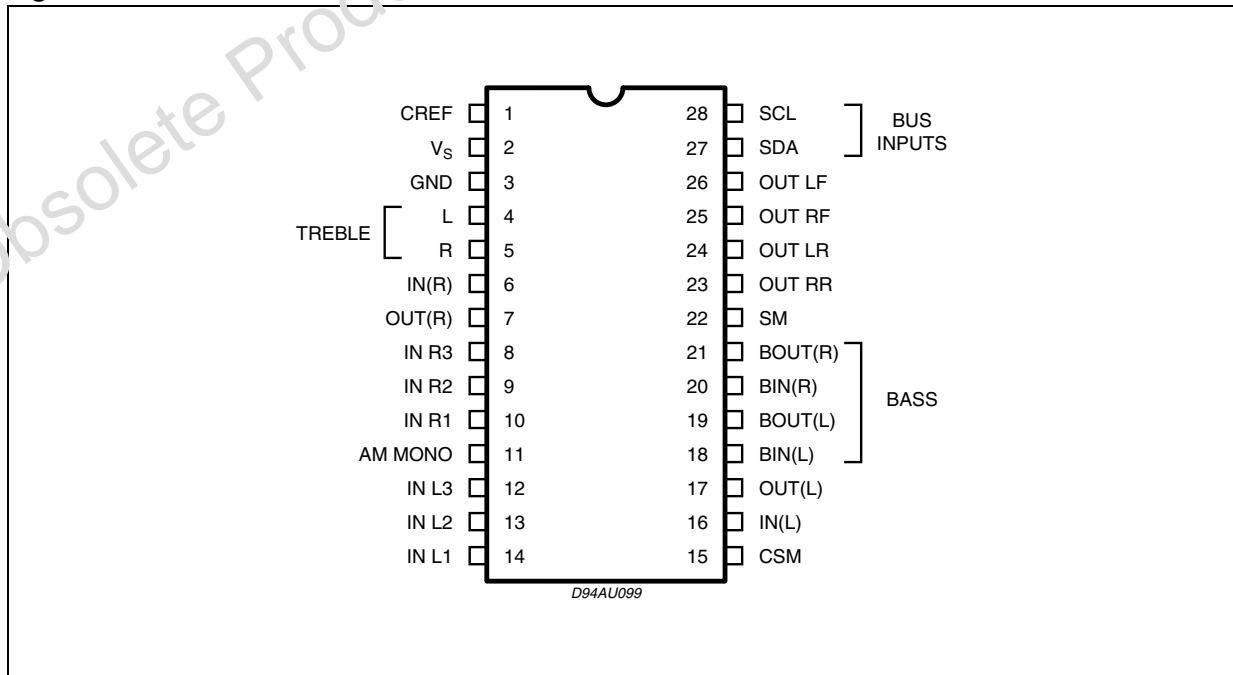 Obsolete Produ
CREF 1 28 SCL
VS 2 27 SDA
BUS INPUTS
GND 3 26 OUT LF
TREBLE
L 4 25 OUT RF
R 5 24 OUT LR
IN(R) 6 23 OUT RR
OUT(R) 7 22 SM
IN R3 8 21 BOUT(R)
IN R2 9 20 BIN(R)
BASS
IN R1 10 19 BOUT(L)
AM MONO 11 18 BIN(L)
IN L3 12 17 OUT(L)
IN L2 13 16 IN(L)
IN L1 14 15 CSM
D94AU099